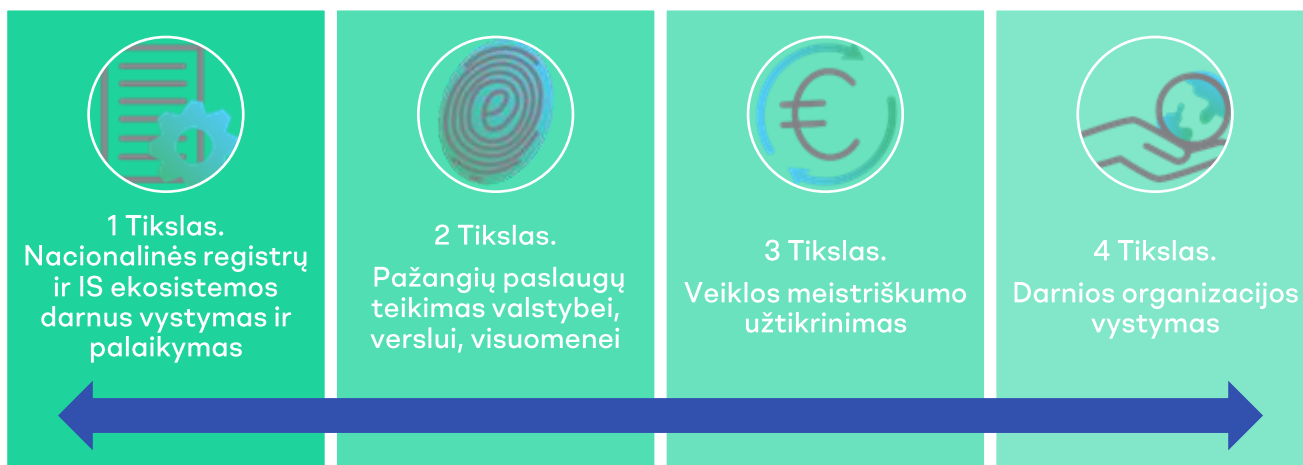 1 Tikslas.
Nacionalinės registrų
ir IS ekosistemos
darnus vystymas ir
palaikymas
2 Tikslas.
Pažangių paslaugų
teikimas valstybei,
verslui, visuomenei
3 Tikslas.
Veiklos meistriškumo
užtikrinimas
4 Tikslas.
Darnios organizacijos
vystymas